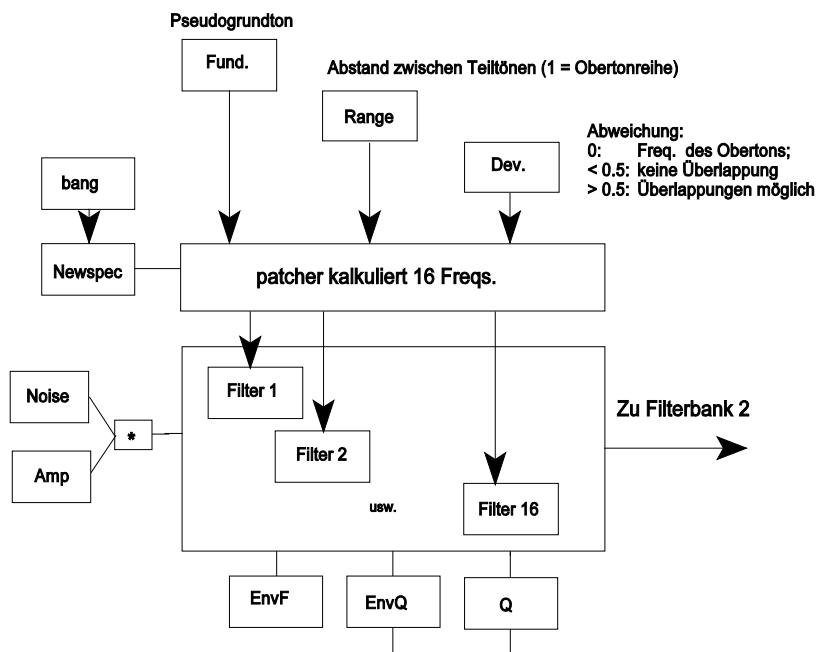 Pseudogrundton
Fund.
Abstand zwischen Teiltönen (1 = Obertonreihe)
Range
Abweichung:
0: Freq. des Obertons;
< 0.5: keine Überlappung
> 0.5: Überlappungen möglich
Dev.
bang
Newspec
patcher kalkuliert 16 Freqs.
Filter 1
Noise
Zu Filterbank 2
*
Filter 2
Amp
usw.
Filter 16
EnvF
EnvQ
Q